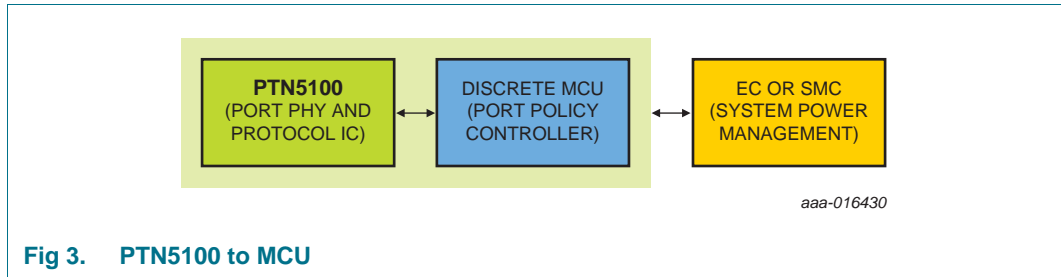 PTN5100
(PORT PHY AND
PROTOCOL IC)
DISCRETE MCU
(PORT POLICY
CONTROLLER)
EC OR SMC
(SYSTEM POWER
MANAGEMENT)
aaa-016430
Fig 3. PTN5100 to MCU